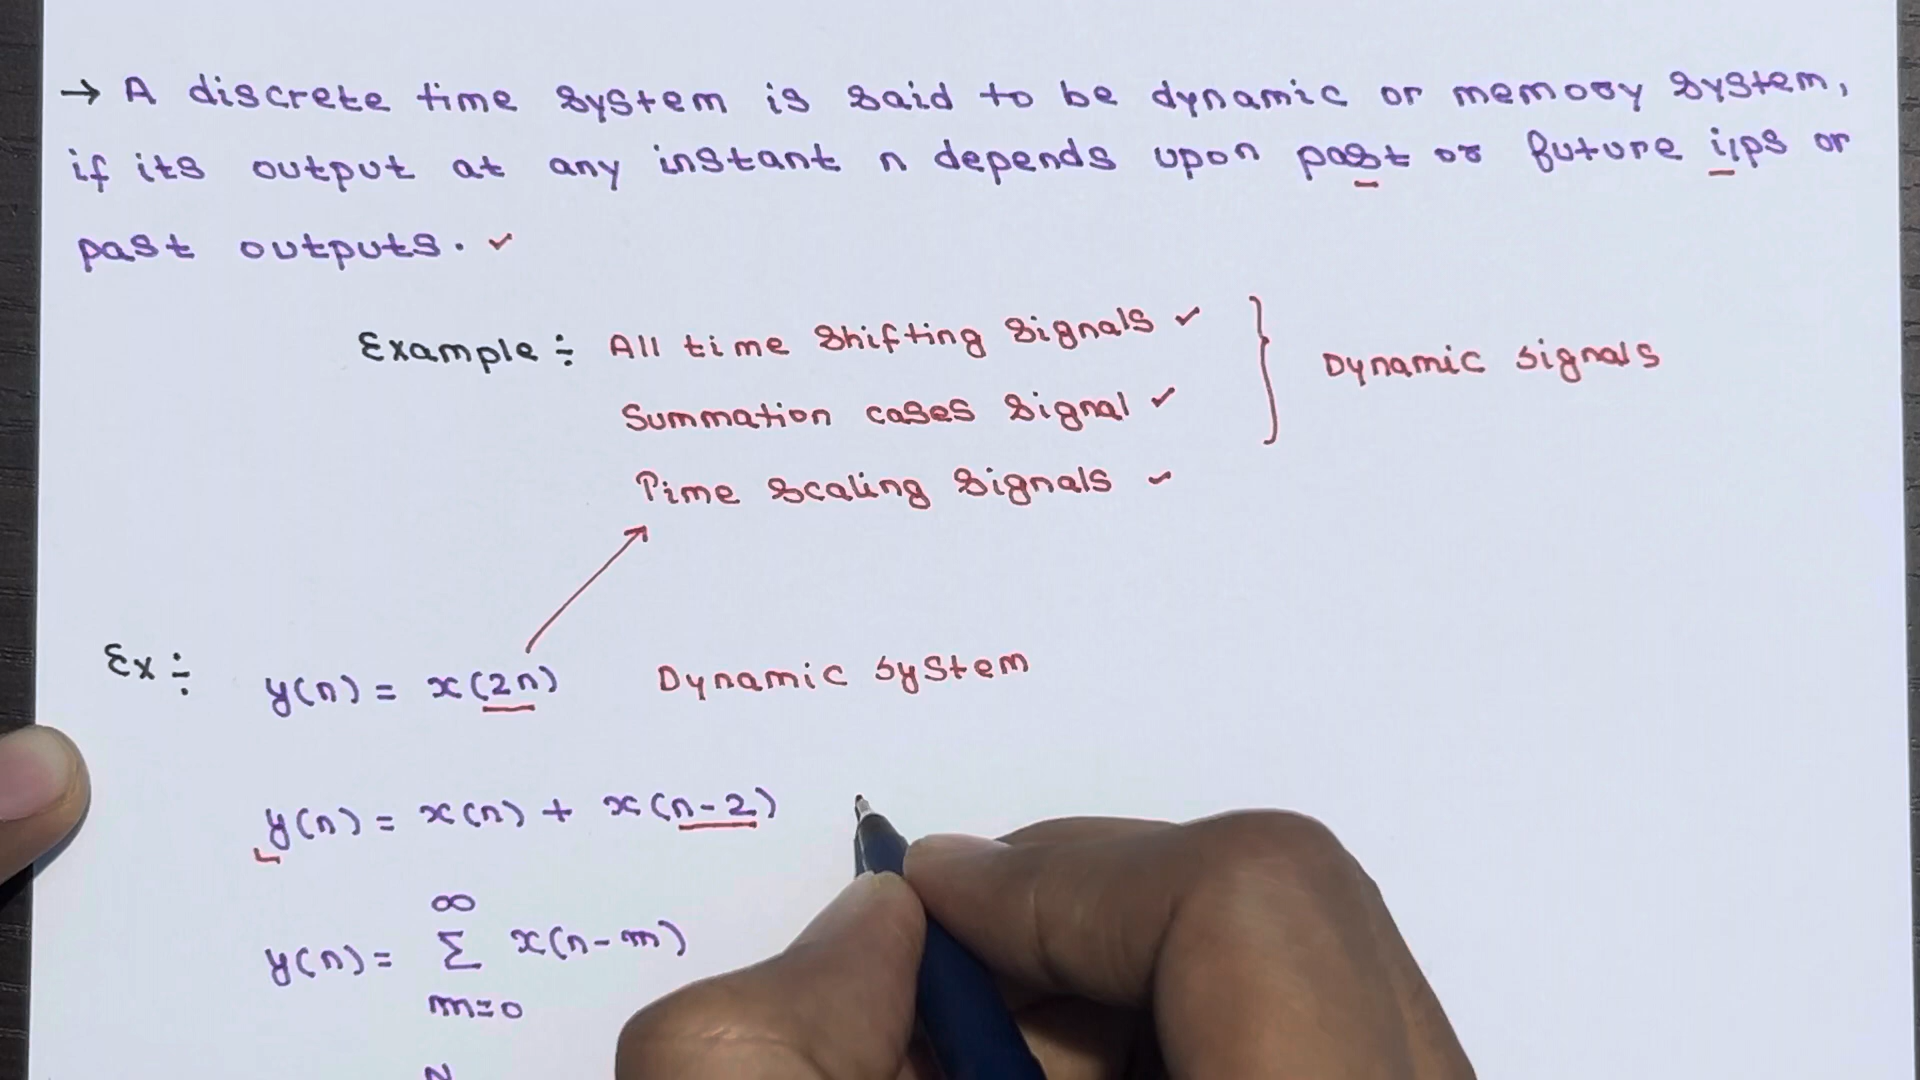 → A discrete time system is said to be dynamic or memory system,
if its output at any instant n depends upon past or future i/ps or
past outputs. ✓
Example ÷ All time shifting signals ✓
Summation cases signal ✓
} Dynamic signals
Time scaling signals ✓
Ex ÷ y(n) = x(2n) Dynamic system
y(n) = x(n) + x(n-2)
∞
y(n) = Σ x(n-m)
m=0
N